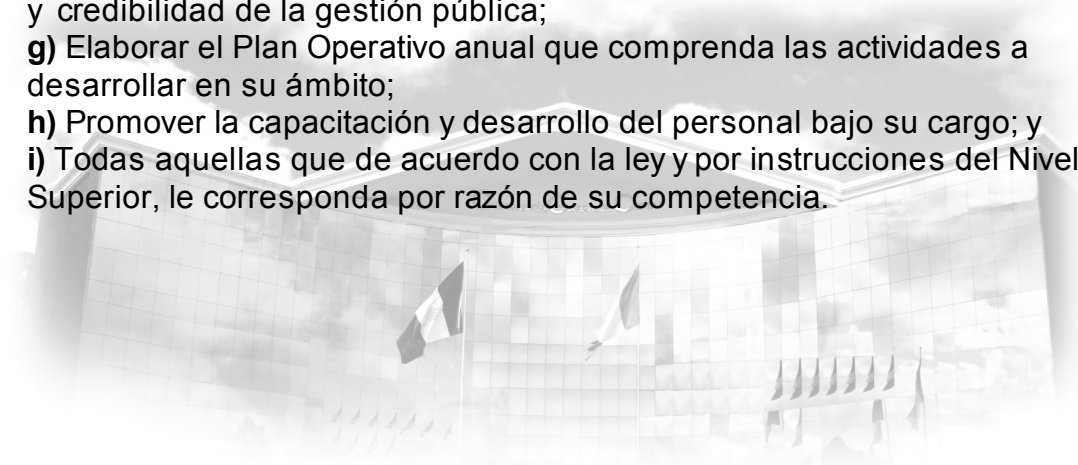 y credibilidad de la gestión pública;
g) Elaborar el Plan Operativo anual que comprenda las actividades a
desarrollar en su ámbito;
h) Promover la capacitación y desarrollo del personal bajo su cargo; y
i) Todas aquellas que de acuerdo con la ley y por instrucciones del Nivel
Superior, le corresponda por razón de su competencia.